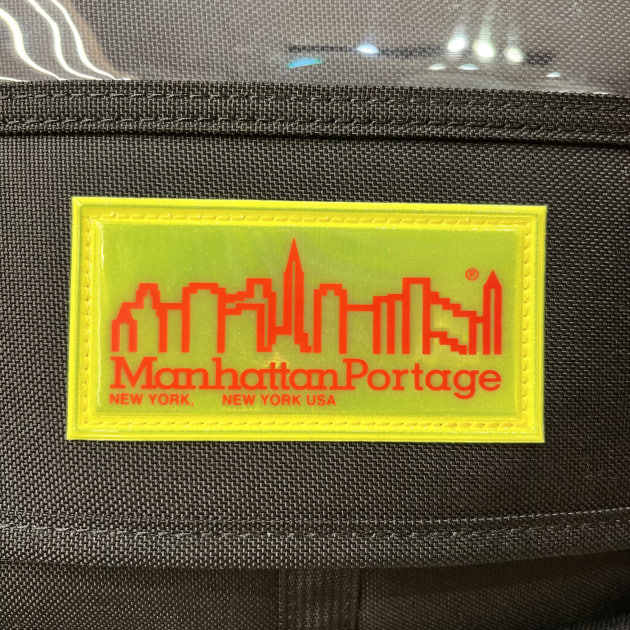 ®
ManhattanPortage
NEW YORK, NEW YORK USA